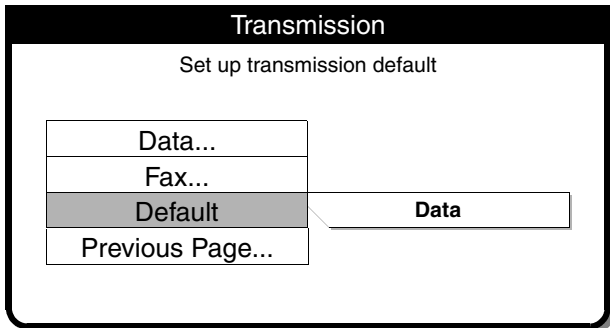 Transmission
Set up transmission default
Data...
Fax...
Default
Data
Previous Page...